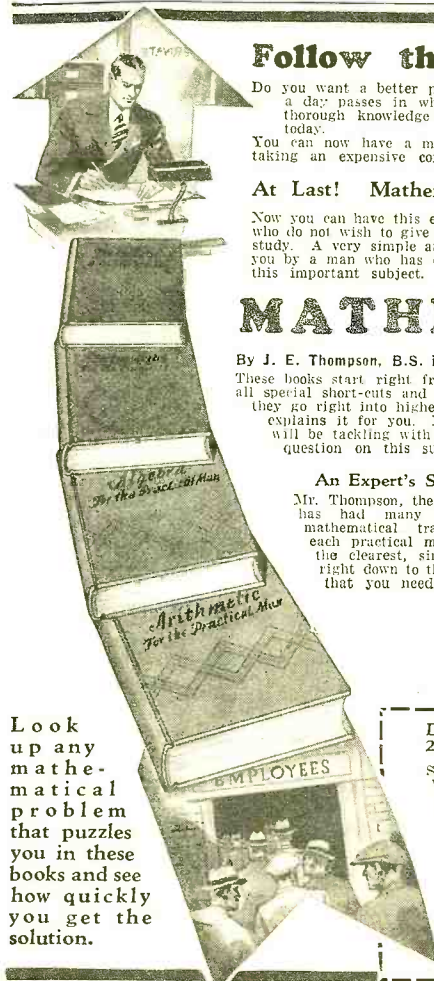 PRIVATE
Follow th
Do you want a better p
a day passes in wh
thorough knowledge
today.
You can now have a m
taking an expensive co
At Last! Mathe
Now you can have this e
who do not wish to give
study. A very simple a
you by a man who has
this important subject.
MATH
By J. E. Thompson, B.S. i
These books start right fr
all special short-cuts and
they go right into highe
explains it for you.
will be tackling with
question on this su
An Expert's S
Mr. Thompson, the
has had many
mathematical tra
each practical m
the clearest, si
right down to th
that you need
Algebra
For the Practical Man
Arithmetic
For the Practical Man
EMPLOYEES
Look
up any
mathe-
matical
problem
that puzzles
you in these
books and see
how quickly
you get the
solution.